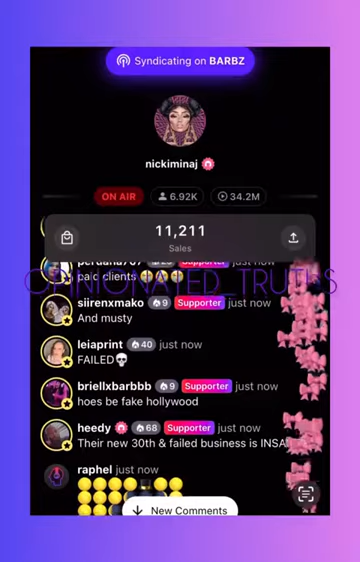 Syndicating on BARBZ
nickiminaj
ON AIR 6.92K 34.2M
11,211
Sales
just now
paid clients
OPINIONATED_TRUTHS
siirenxmako 9 Supporter just now
And musty
leiaprint 40 just now
FAILED💀
briellxbarbbb 9 Supporter just now
hoes be fake hollywood
heedy 68 Supporter just now
Their new 30th & failed business is INSA
raphel just now
New Comments